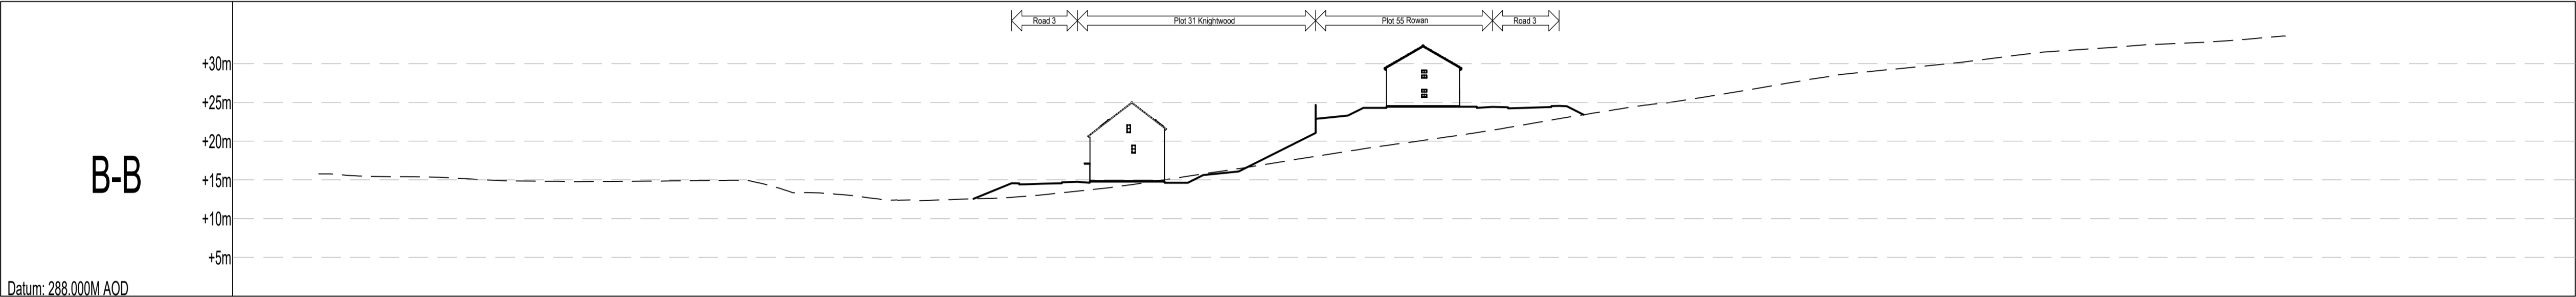 Road 3
Plot 31 Knightwood
Plot 55 Rowan
Road 3
+30m
+25m
+20m
+15m
+10m
+5m
B-B
Datum: 288.000M AOD